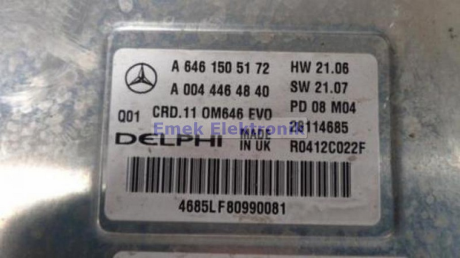 A 646 150 51 72 HW 21.06
A 004 446 48 40 SW 21.07
Q01 CRD.11 OM646 EVO PD 08 M04
Emek Elektronik
DELPHI MADE IN UK 28114685
R0412C022F
4685LF80990081